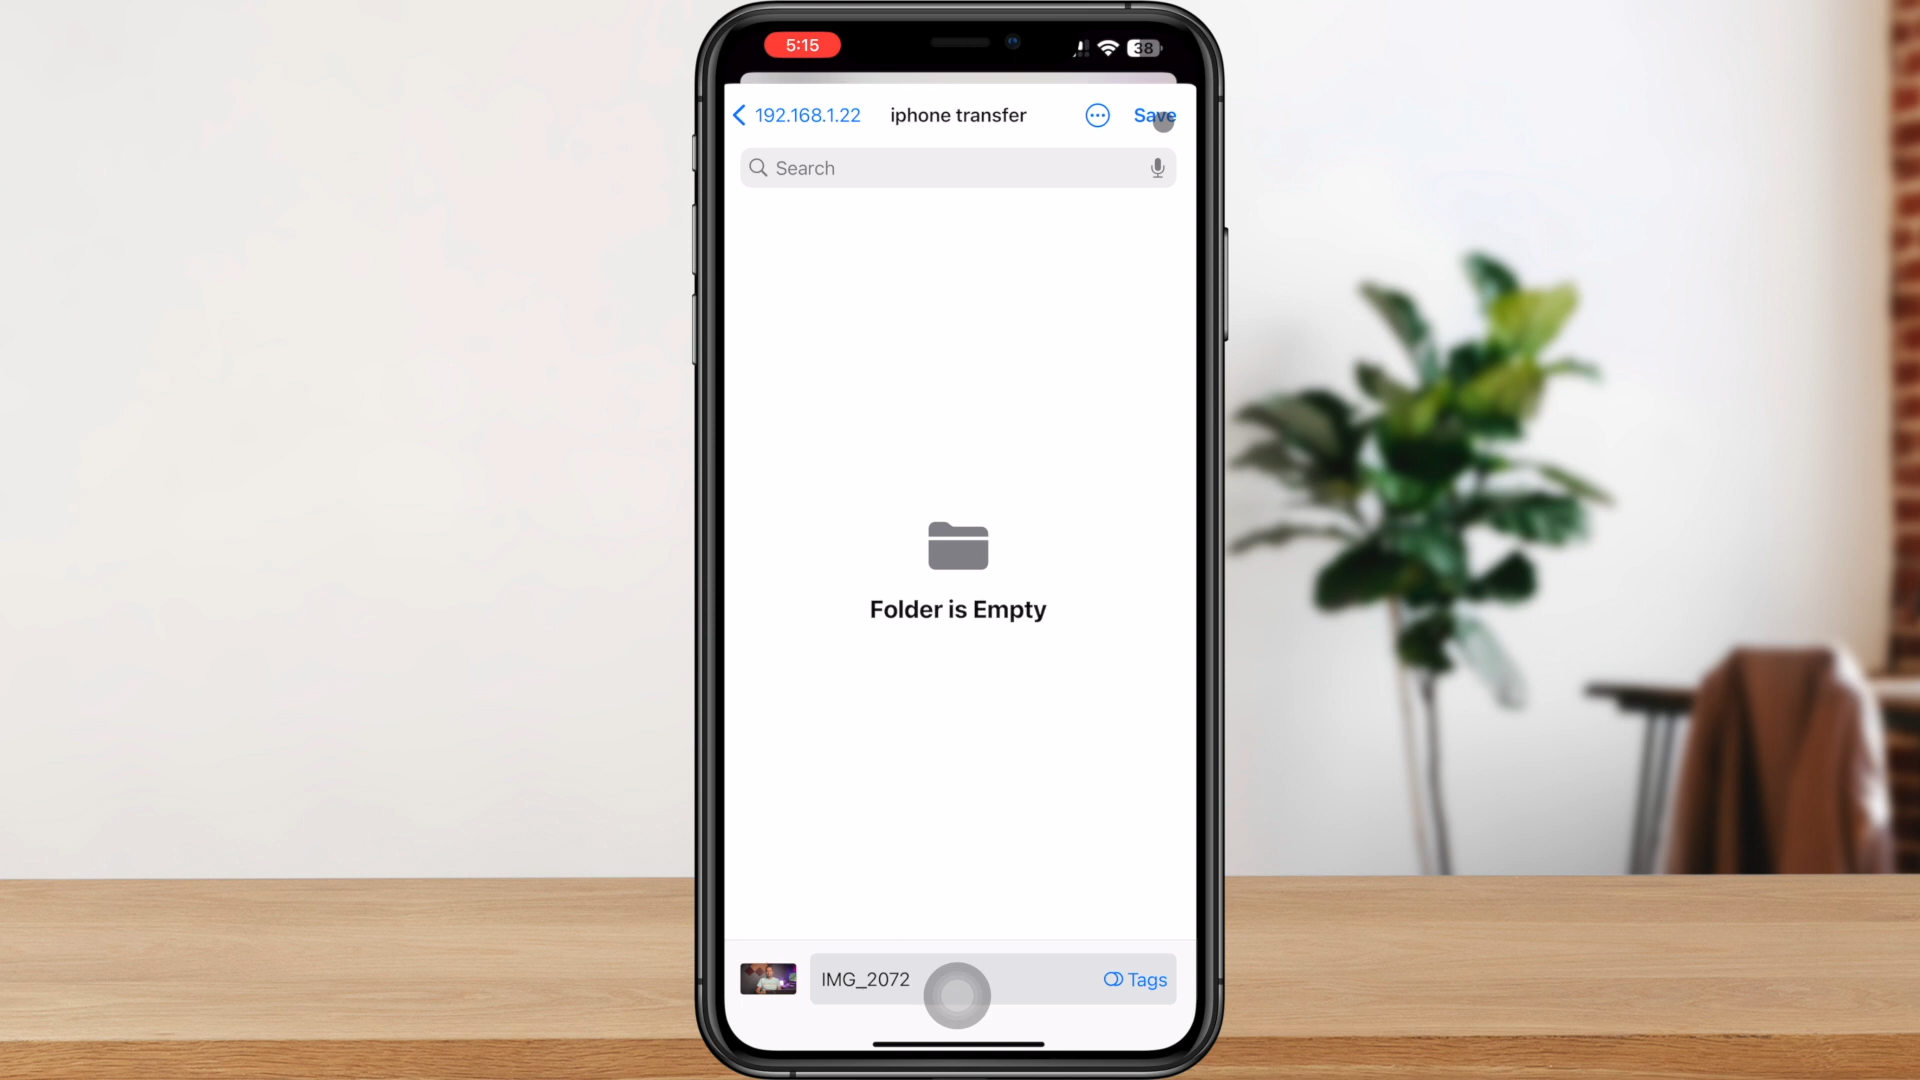 5:15
38
192.168.1.22 iphone transfer Save
Search
Folder is Empty
IMG_2072 Tags